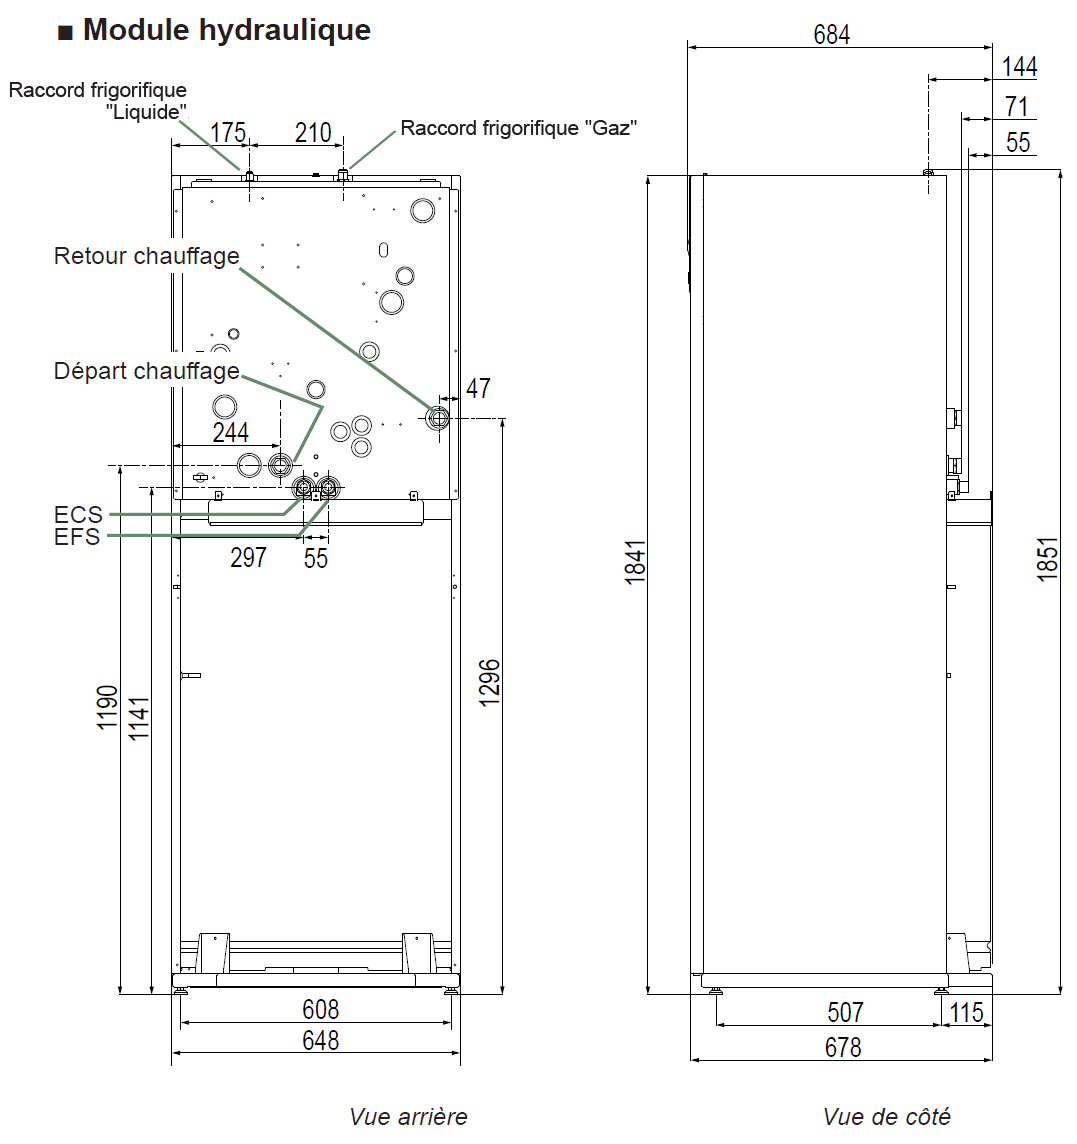 ■ Module hydraulique
684
Raccord frigorifique
"Liquide"
144
175
210
Raccord frigorifique "Gaz"
71
55
Retour chauffage
Départ chauffage
47
244
ECS
EFS
297
55
1841
1851
1190
1141
1296
608
648
507
115
678
Vue arrière
Vue de côté